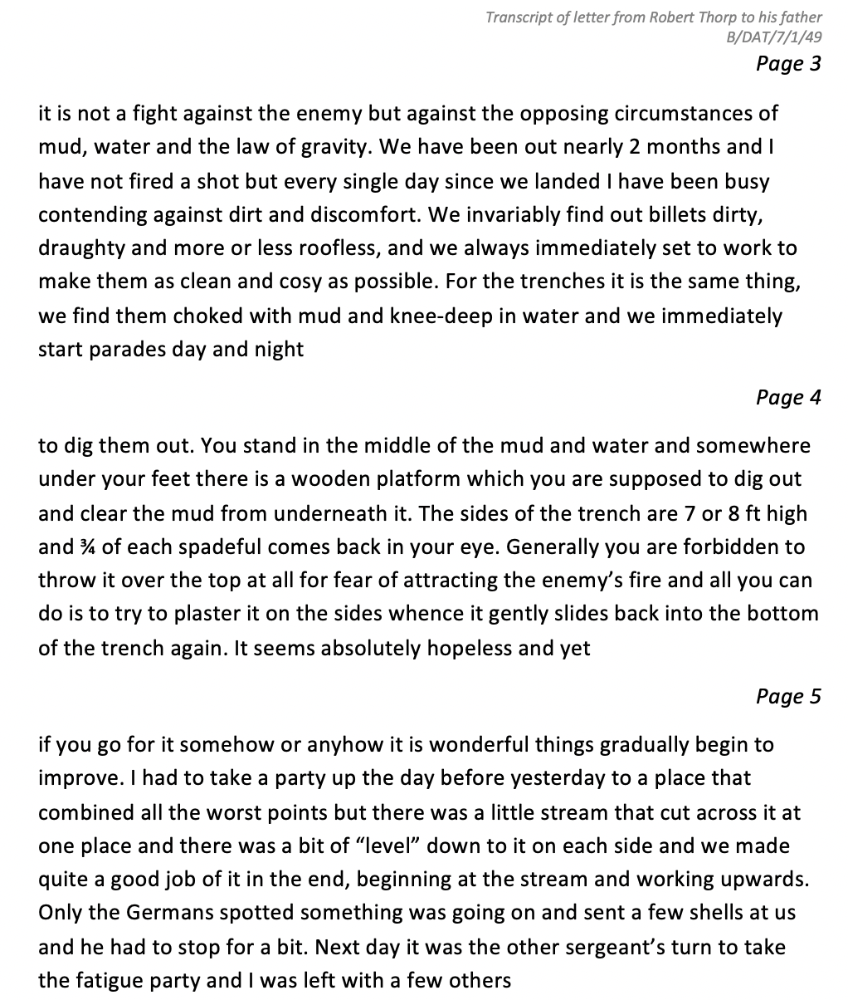 Transcript of letter from Robert Thorp to his father
B/DAT/7/1/49
Page 3
it is not a fight against the enemy but against the opposing circumstances of
mud, water and the law of gravity. We have been out nearly 2 months and I
have not fired a shot but every single day since we landed I have been busy
contending against dirt and discomfort. We invariably find out billets dirty,
draughty and more or less roofless, and we always immediately set to work to
make them as clean and cosy as possible. For the trenches it is the same thing,
we find them choked with mud and knee-deep in water and we immediately
start parades day and night
Page 4
to dig them out. You stand in the middle of the mud and water and somewhere
under your feet there is a wooden platform which you are supposed to dig out
and clear the mud from underneath it. The sides of the trench are 7 or 8 ft high
and ¾ of each spadeful comes back in your eye. Generally you are forbidden to
throw it over the top at all for fear of attracting the enemy’s fire and all you can
do is to try to plaster it on the sides whence it gently slides back into the bottom
of the trench again. It seems absolutely hopeless and yet
Page 5
if you go for it somehow or anyhow it is wonderful things gradually begin to
improve. I had to take a party up the day before yesterday to a place that
combined all the worst points but there was a little stream that cut across it at
one place and there was a bit of “level” down to it on each side and we made
quite a good job of it in the end, beginning at the stream and working upwards.
Only the Germans spotted something was going on and sent a few shells at us
and he had to stop for a bit. Next day it was the other sergeant’s turn to take
the fatigue party and I was left with a few others